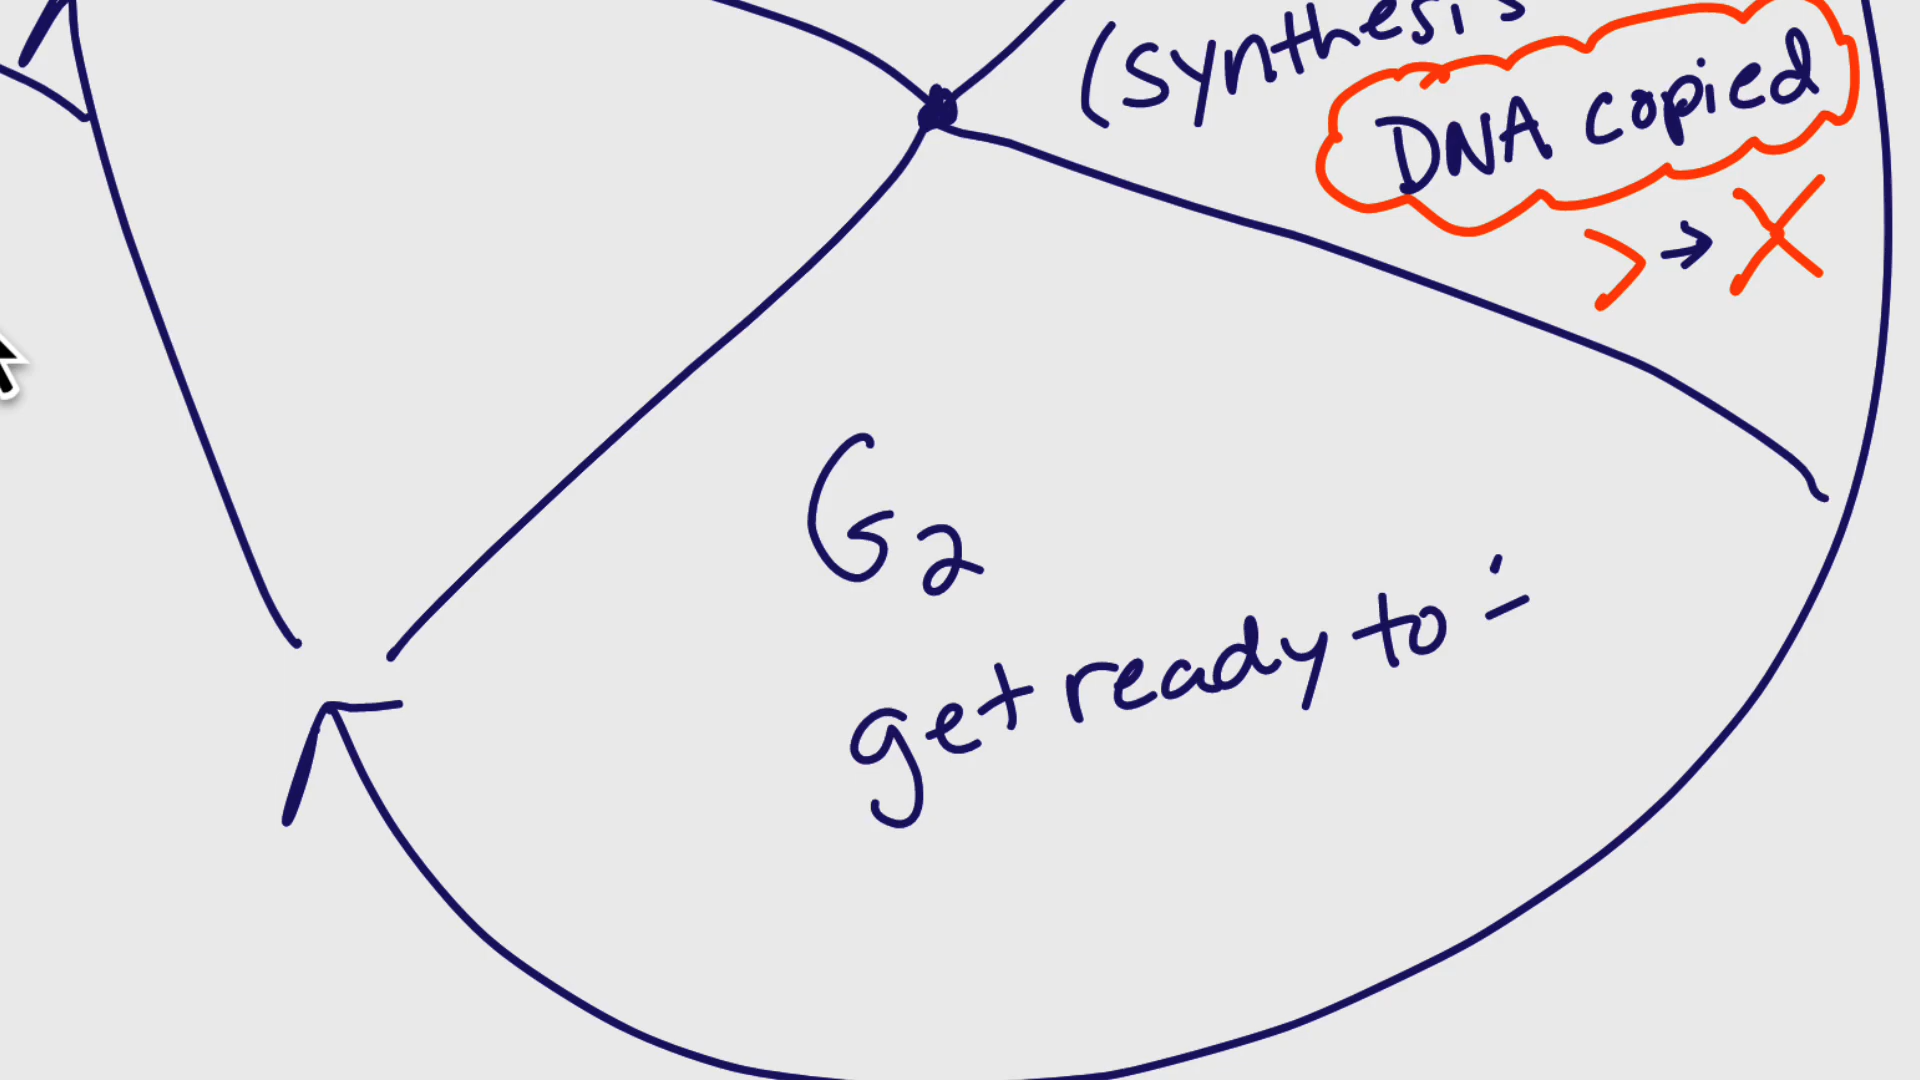 (synthesis
DNA copied
> → X
G₂
get ready to ÷